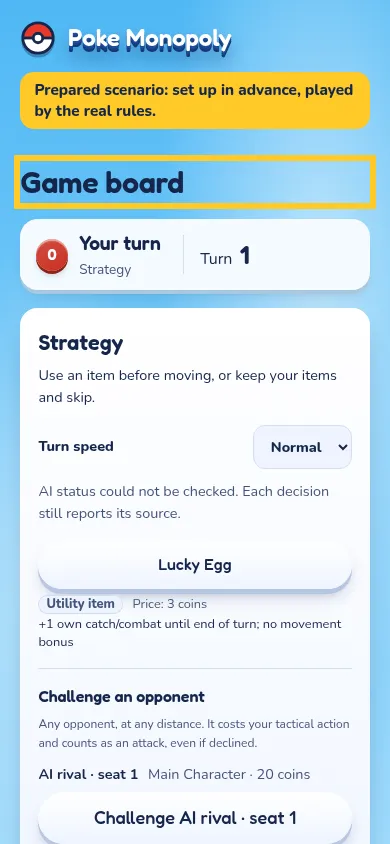 Poke Monopoly
Prepared scenario: set up in advance, played
by the real rules.
Game board
0
Your turn
Strategy
Turn 1
Strategy
Use an item before moving, or keep your items
and skip.
Turn speed
Normal
AI status could not be checked. Each decision
still reports its source.
Lucky Egg
Utility item Price: 3 coins
+1 own catch/combat until end of turn; no movement
bonus
Challenge an opponent
Any opponent, at any distance. It costs your tactical action
and counts as an attack, even if declined.
AI rival · seat 1 Main Character · 20 coins
Challenge AI rival · seat 1